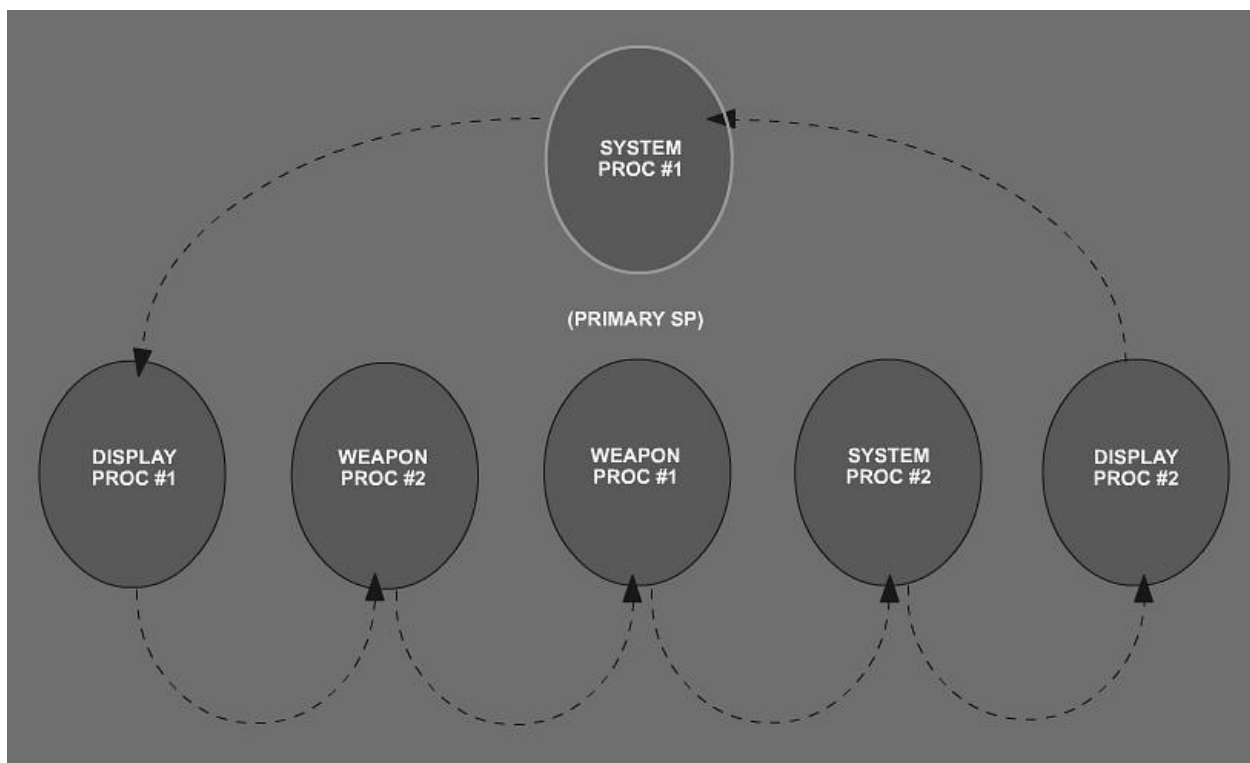 SYSTEM
PROC #1
(PRIMARY SP)
DISPLAY
PROC #1
WEAPON
PROC #2
WEAPON
PROC #1
SYSTEM
PROC #2
DISPLAY
PROC #2